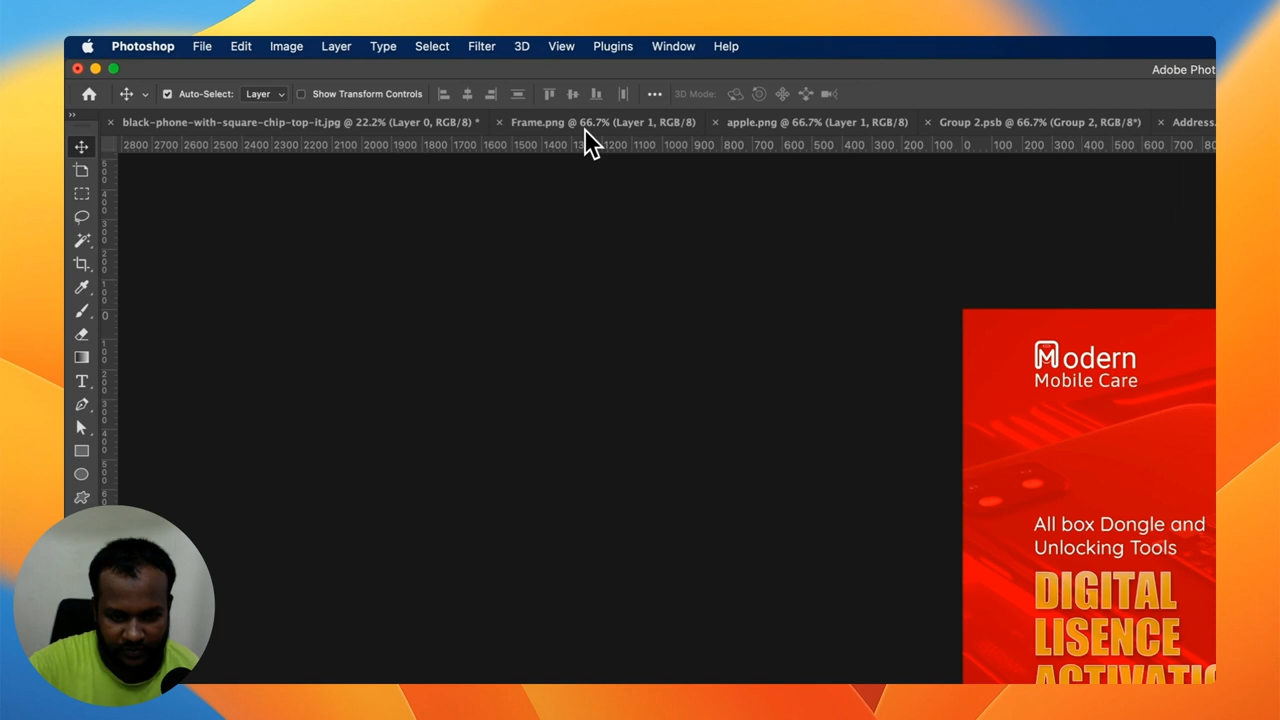 Photoshop File Edit Image Layer Type Select Filter 3D View Plugins Window Help
Adobe Phot
Auto-Select: Layer Show Transform Controls 3D Mode:
black-phone-with-square-chip-top-it.jpg @ 22.2% (Layer 0, RGB/8) * Frame.png @ 66.7% (Layer 1, RGB/8) apple.png @ 66.7% (Layer 1, RGB/8) Group 2.psb @ 66.7% (Group 2, RGB/8*) Address.
2800 2700 2600 2500 2400 2300 2200 2100 2000 1900 1800 1700 1600 1500 1400 1200 1100 1000 900 800 700 600 500 400 300 200 100 0 100 200 300 400 500 600 700
Modern
Mobile Care
All box Dongle and
Unlocking Tools
DIGITAL
LISENCE
ACTIVATIO